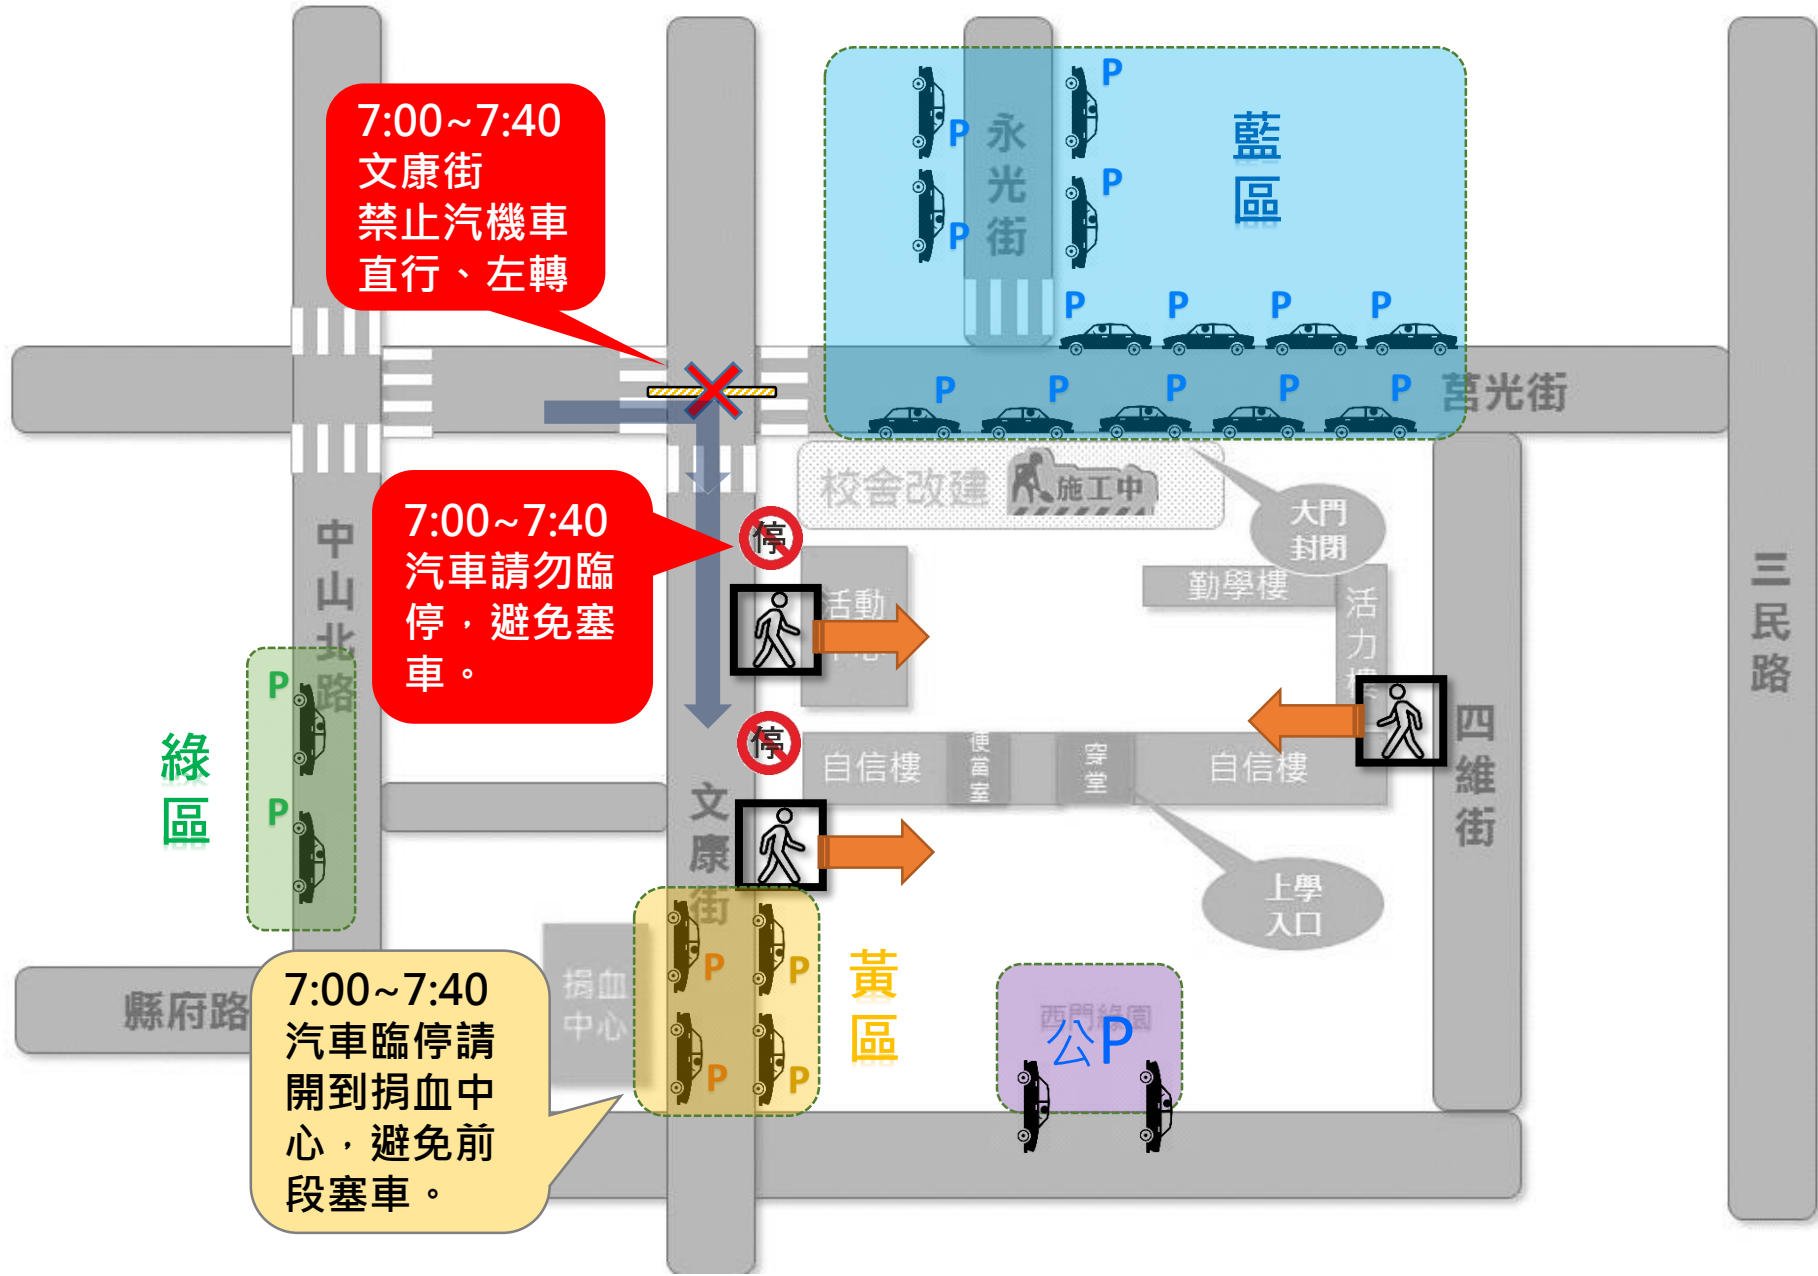 7:00~7:40
文康街
禁止汽機車
直行、左轉
P
P
P
P
永光街
藍區
P
P
P
P
P
P
P
P
P
莒光街
校舍改建
施工中
大門
封閉
7:00~7:40
汽車請勿臨
停，避免塞
車。
停
活動
中心
勤學樓
活力樓
中山北路
三民路
停
自信樓
便當室
穿堂
自信樓
四維街
綠區
P
P
文康街
上學
入口
縣府路
7:00~7:40
汽車臨停請
開到捐血中
心，避免前
段塞車。
捐血
中心
P
P
P
P
黃區
西門綠園
公P